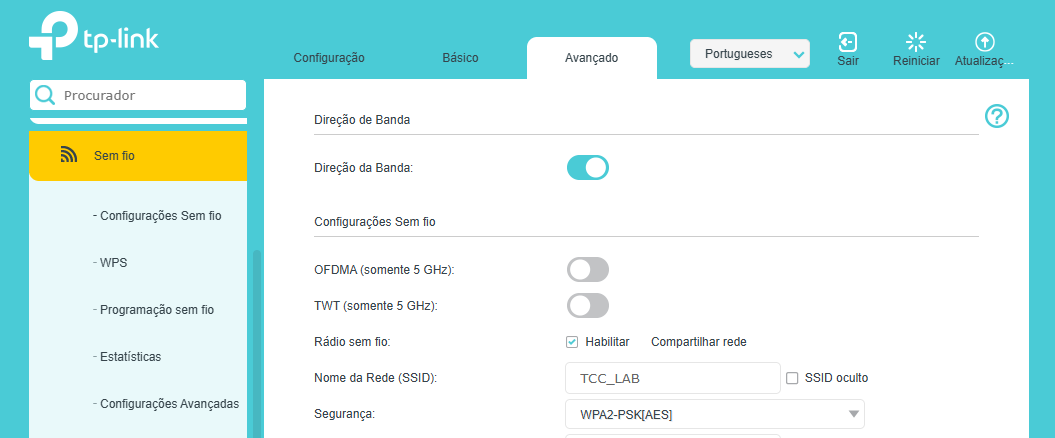 tp-link
Configuração
Básico
Avançado
Portugueses
Sair
Reiniciar
Atualizaç...
Procurador
Sem fio
- Configurações Sem fio
- WPS
- Programação sem fio
- Estatísticas
- Configurações Avançadas
Direção de Banda
?
Direção da Banda:
Configurações Sem fio
OFDMA (somente 5 GHz):
TWT (somente 5 GHz):
Rádio sem fio: Habilitar Compartilhar rede
Nome da Rede (SSID): TCC_LAB SSID oculto
Segurança: WPA2-PSK[AES]